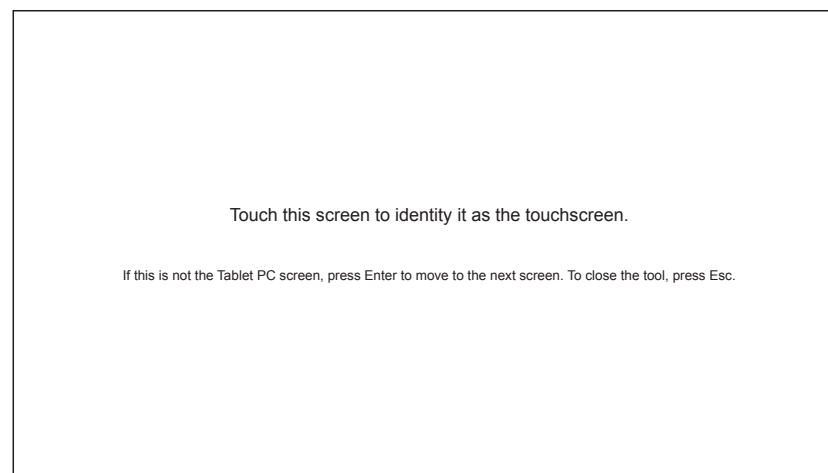 Touch this screen to identity it as the touchscreen.
If this is not the Tablet PC screen, press Enter to move to the next screen. To close the tool, press Esc.